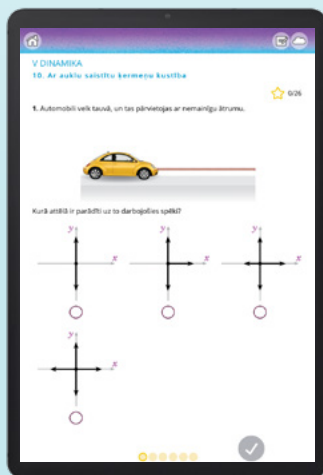 V DINAMIKA
10. Ar auklu saistītu ķermeņu kustība
0/26
1. Automobili velk tauvā, un tas pārvietojas ar nemainīgu ātrumu.
Kurā attēlā ir parādīti uz to darbojošies spēki?
y y y
x x x
y
x